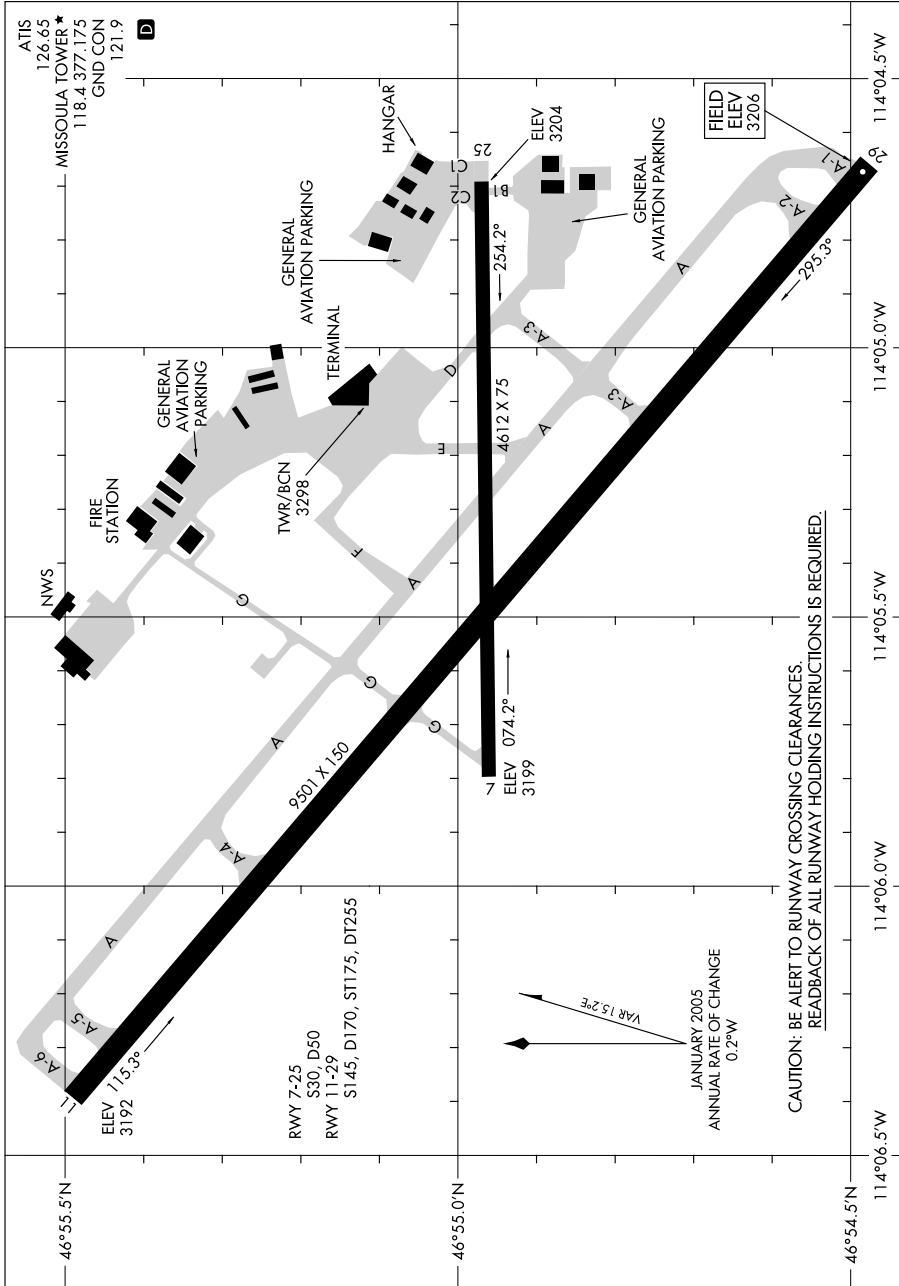 ATIS
126.65
MISSOULA TOWER★
118.4 377.175
GND CON
121.9
D
NWS
FIRE
STATION
GENERAL
AVIATION
PARKING
TWR/BCN
3298
TERMINAL
GENERAL
AVIATION PARKING
HANGAR
C1
C2
25
B1
ELEV
3204
GENERAL
AVIATION PARKING
254.2°
D
E
F
G
G
G
A
A
A
A
A
A-1
A-2
A-3
A-3
A-4
A-5
A-6
4612 X 75
9501 X 150
295.3°
29
FIELD
ELEV
3206
7
ELEV
3199
074.2°
11
ELEV
3192
115.3°
RWY 7-25
S30, D50
RWY 11-29
S145, D170, ST175, DT255
VAR 15.2°E
JANUARY 2005
ANNUAL RATE OF CHANGE
0.2°W
CAUTION: BE ALERT TO RUNWAY CROSSING CLEARANCES.
READBACK OF ALL RUNWAY HOLDING INSTRUCTIONS IS REQUIRED.
46°55.5'N
46°55.0'N
46°54.5'N
114°06.5'W
114°06.0'W
114°05.5'W
114°05.0'W
114°04.5'W